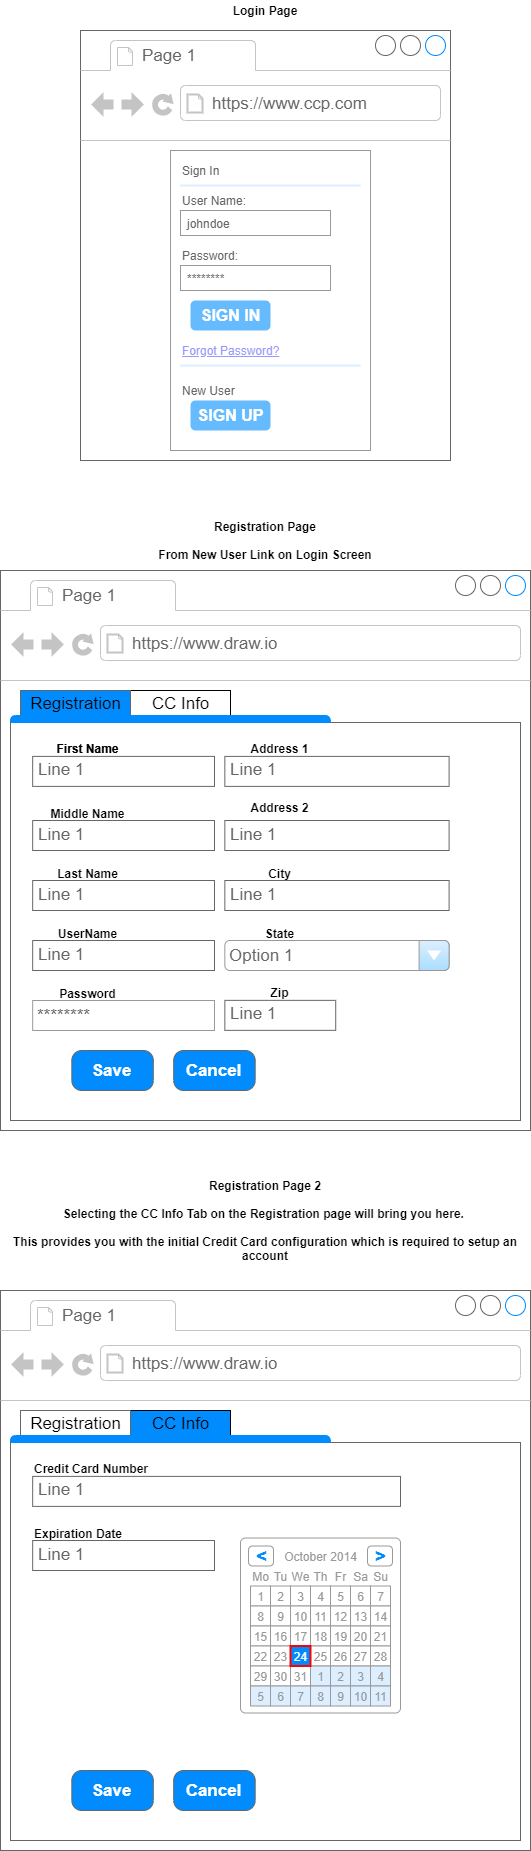 Login Page
Page 1
https://www.ccp.com
Sign In
User Name:
johndoe
Password:
********
SIGN IN
Forgot Password?
New User
SIGN UP
Registration Page
From New User Link on Login Screen
Page 1
https://www.draw.io
Registration CC Info
First Name Address 1
Line 1 Line 1
Middle Name Address 2
Line 1 Line 1
Last Name City
Line 1 Line 1
UserName State
Line 1 Option 1
Password Zip
******** Line 1
Save Cancel
Registration Page 2
Selecting the CC Info Tab on the Registration page will bring you here.
This provides you with the initial Credit Card configuration which is required to setup an
account
Page 1
https://www.draw.io
Registration CC Info
Credit Card Number
Line 1
Expiration Date
Line 1
< October 2014 >
Mo Tu We Th Fr Sa Su
1 2 3 4 5 6 7
8 9 10 11 12 13 14
15 16 17 18 19 20 21
22 23 24 25 26 27 28
29 30 31 1 2 3 4
5 6 7 8 9 10 11
Save Cancel